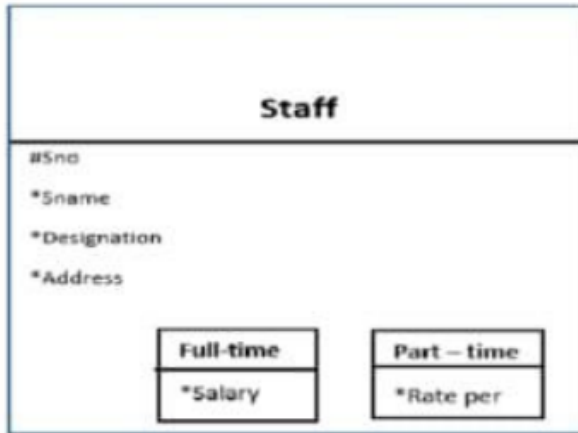 Staff
#Sno
*Sname
*Designation
*Address
Full-time
Part – time
*Salary
*Rate per